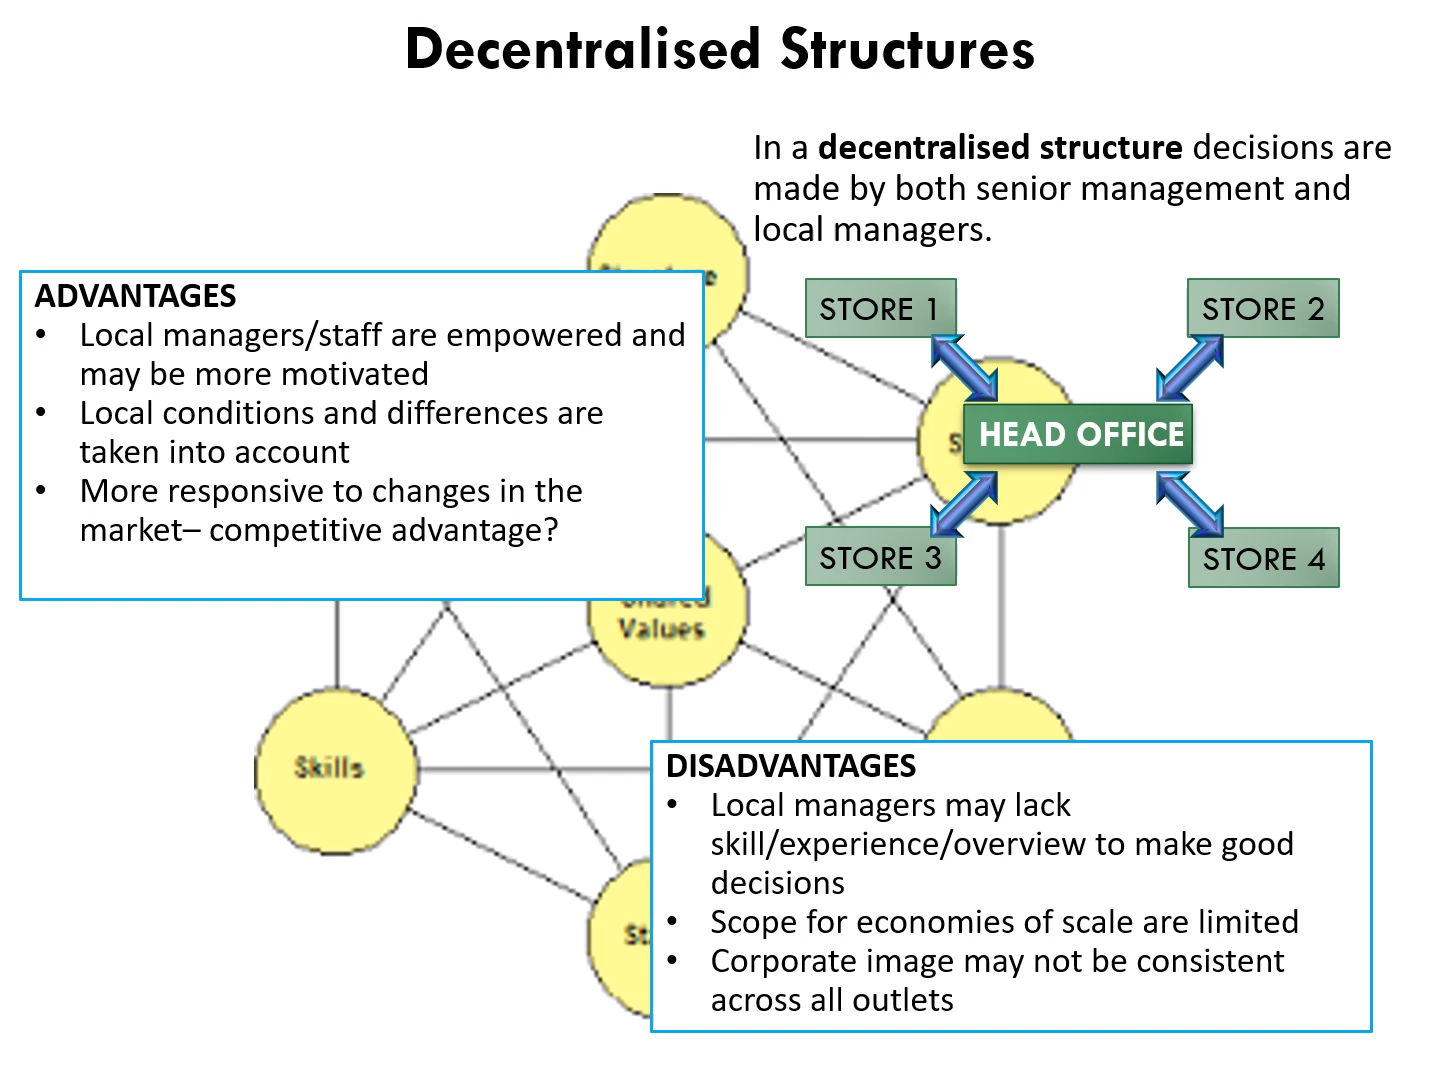 Decentralised Structures
In a decentralised structure decisions are
made by both senior management and
local managers.
ADVANTAGES
• Local managers/staff are empowered and
may be more motivated
• Local conditions and differences are
taken into account
• More responsive to changes in the
market– competitive advantage?
STORE 1
STORE 2
HEAD OFFICE
STORE 3
STORE 4
Values
Skills
DISADVANTAGES
• Local managers may lack
skill/experience/overview to make good
decisions
• Scope for economies of scale are limited
• Corporate image may not be consistent
across all outlets